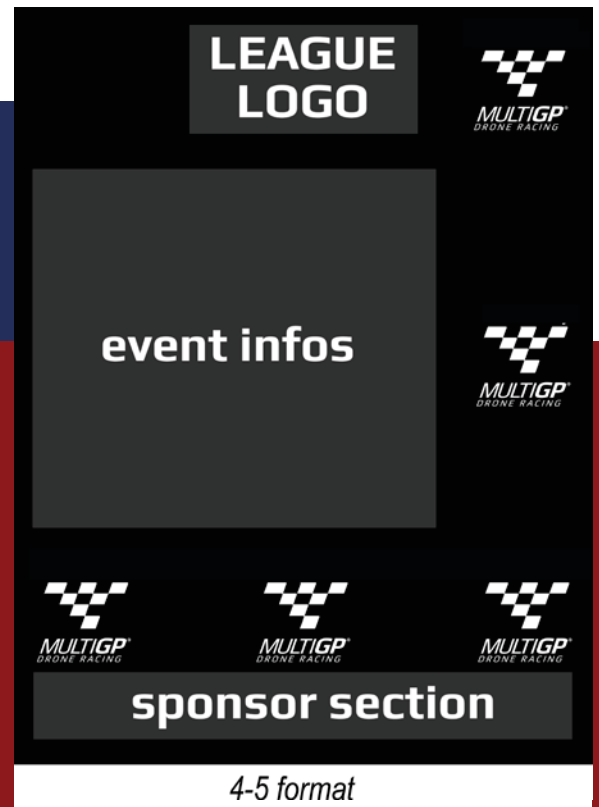 LEAGUE
LOGO
MULTIGP®
DRONE RACING
event infos
MULTIGP®
DRONE RACING
MULTIGP®
DRONE RACING
MULTIGP®
DRONE RACING
MULTIGP®
DRONE RACING
sponsor section
4-5 format